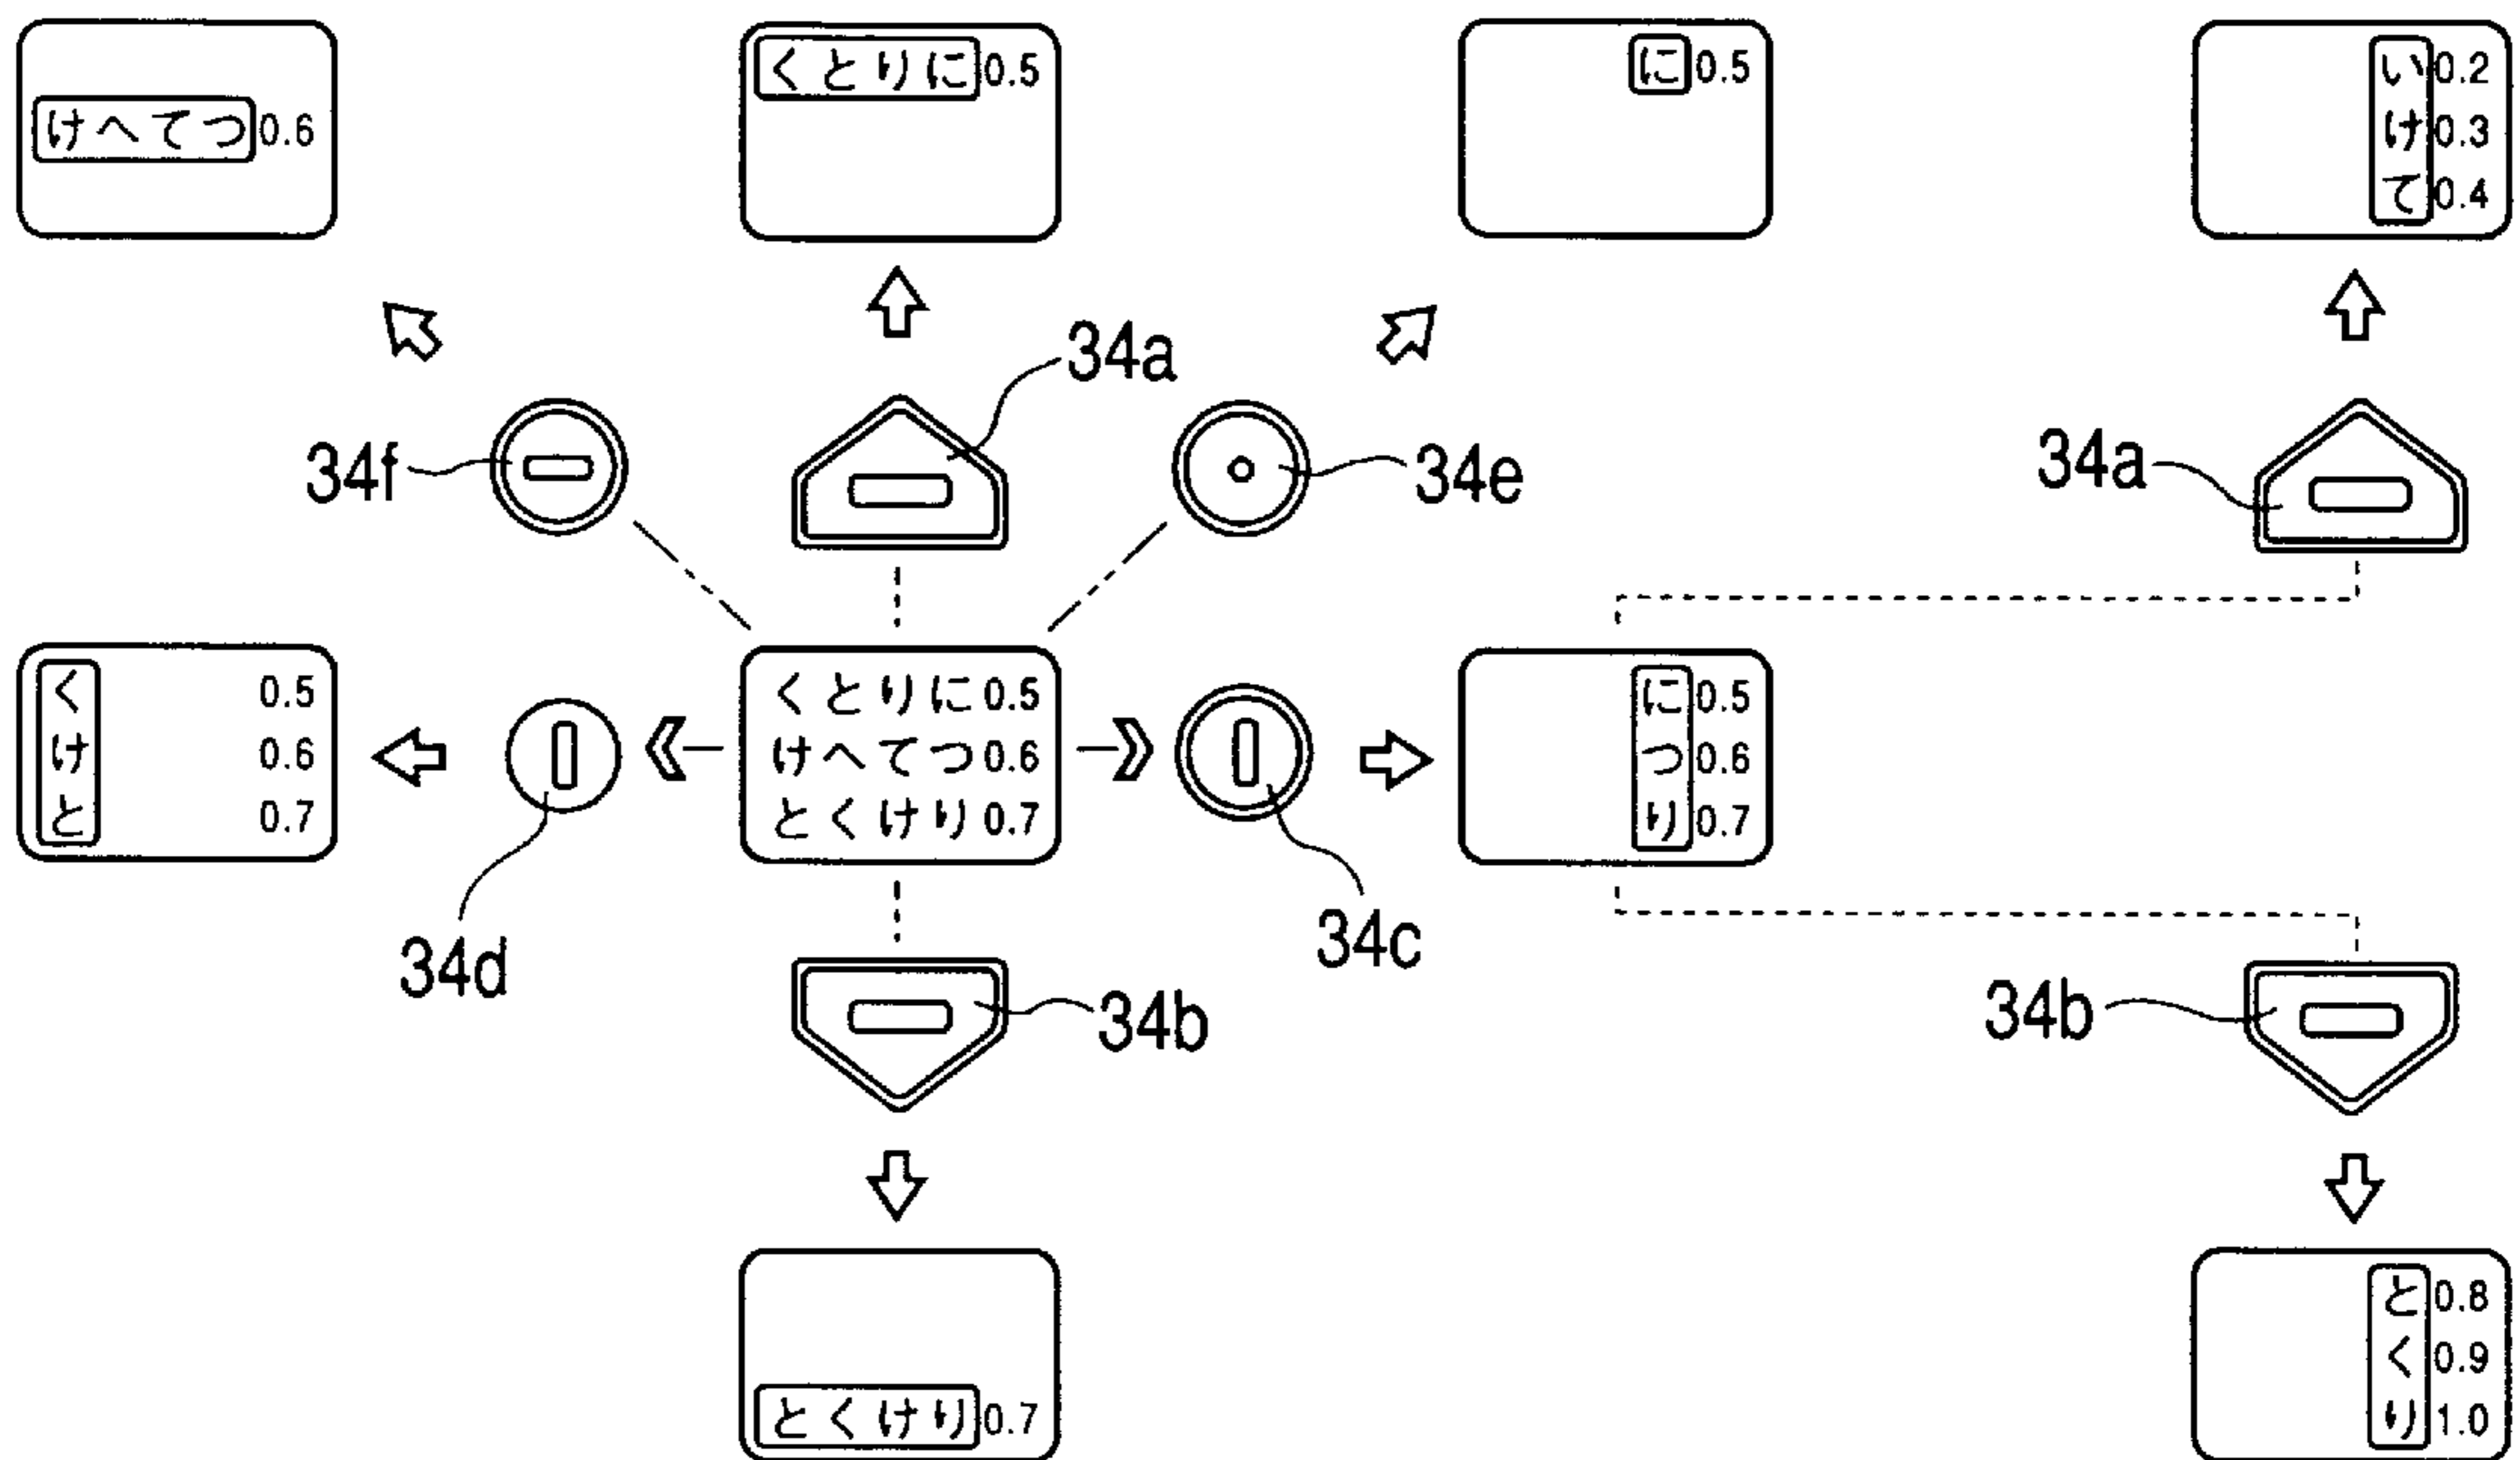 けへてつ 0.6
くとりに 0.5
に 0.5
い 0.2
け 0.3
て 0.4
34a
34f
34e
34a
く 0.5
け 0.6
と 0.7
くとりに 0.5
けへてつ 0.6
とくけり 0.7
に 0.5
つ 0.6
り 0.7
34d
34c
34b
34b
とくけり 0.7
と 0.8
く 0.9
り 1.0